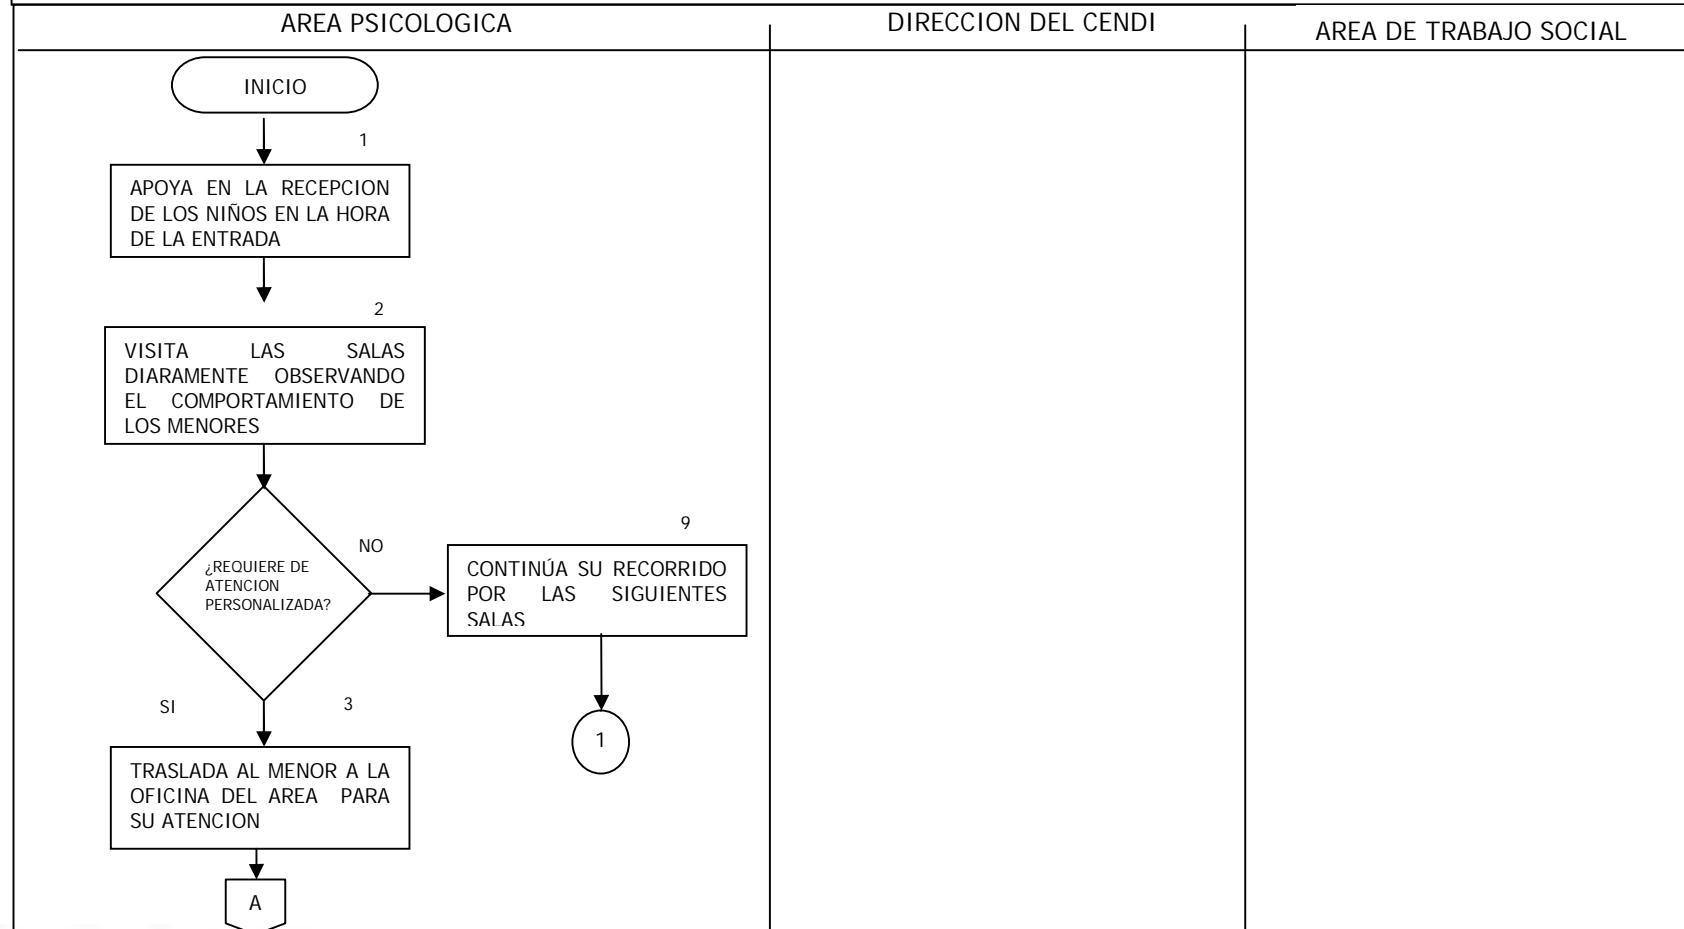 AREA PSICOLOGICA
DIRECCION DEL CENDI
AREA DE TRABAJO SOCIAL
INICIO
1
APOYA EN LA RECEPCION
DE LOS NIÑOS EN LA HORA
DE LA ENTRADA
2
VISITA LAS SALAS
DIARAMENTE OBSERVANDO
EL COMPORTAMIENTO DE
LOS MENORES
¿REQUIERE DE
ATENCION
PERSONALIZADA?
NO
9
CONTINÚA SU RECORRIDO
POR LAS SIGUIENTES
SALAS
1
SI
3
TRASLADA AL MENOR A LA
OFICINA DEL AREA PARA
SU ATENCION
A